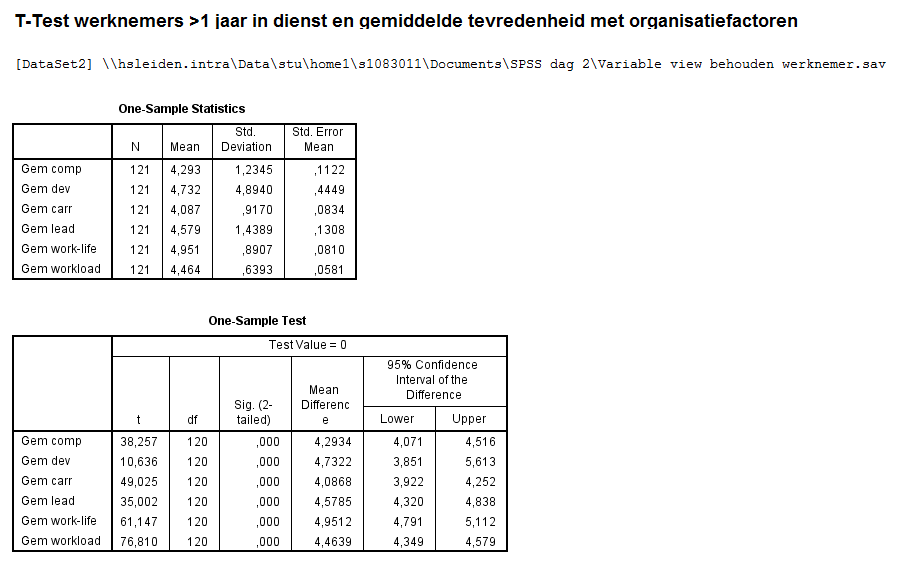 T-Test werknemers >1 jaar in dienst en gemiddelde tevredenheid met organisatiefactoren
[DataSet2] \\hsleiden.intra\Data\stu\home1\s1083011\Documents\SPSS dag 2\Variable view behouden werknemer.sav
One-Sample Statistics
N Mean Std. Deviation Std. Error Mean
Gem comp 121 4,293 1,2345 ,1122
Gem dev 121 4,732 4,8940 ,4449
Gem carr 121 4,087 ,9170 ,0834
Gem lead 121 4,579 1,4389 ,1308
Gem work-life 121 4,951 ,8907 ,0810
Gem workload 121 4,464 ,6393 ,0581
One-Sample Test
Test Value = 0
t df Sig. (2-tailed) Mean Differenc e 95% Confidence Interval of the Difference
Lower Upper
Gem comp 38,257 120 ,000 4,2934 4,071 4,516
Gem dev 10,636 120 ,000 4,7322 3,851 5,613
Gem carr 49,025 120 ,000 4,0868 3,922 4,252
Gem lead 35,002 120 ,000 4,5785 4,320 4,838
Gem work-life 61,147 120 ,000 4,9512 4,791 5,112
Gem workload 76,810 120 ,000 4,4639 4,349 4,579